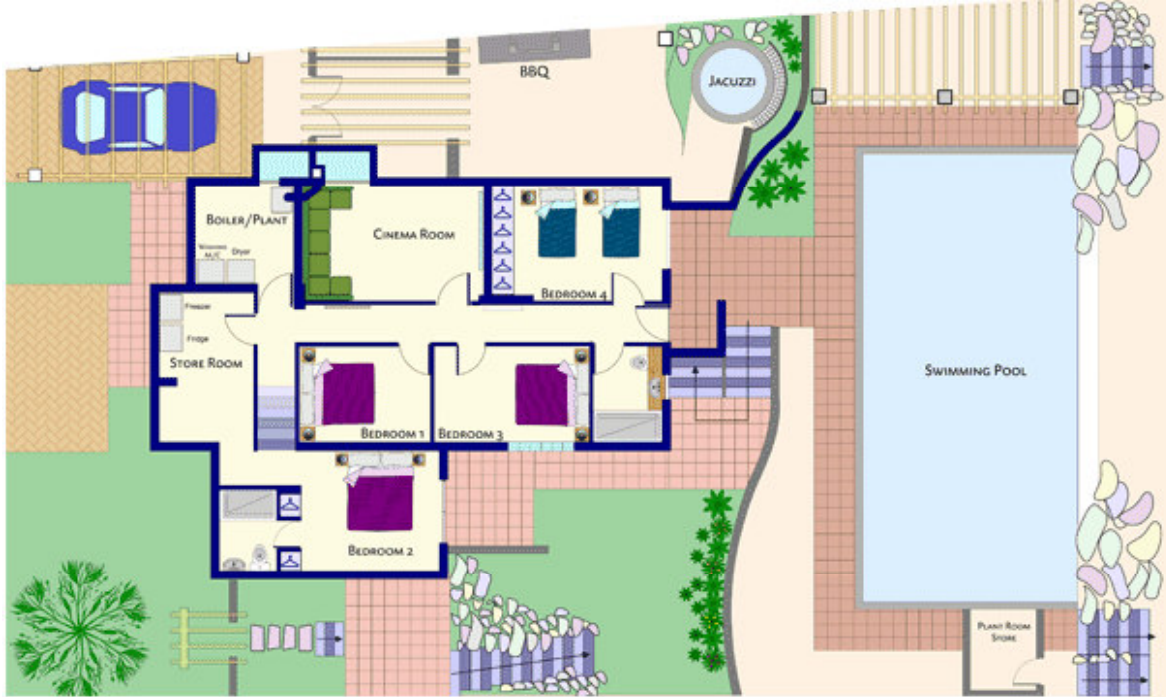 BBQ
JACUZZI
BOILER/PLANT
CINEMA ROOM
M/C Dryer
BEDROOM 4
Freezer
Fridge
STORE ROOM
SWIMMING POOL
BEDROOM 1
BEDROOM 3
BEDROOM 2
PLANT ROOM
STORE